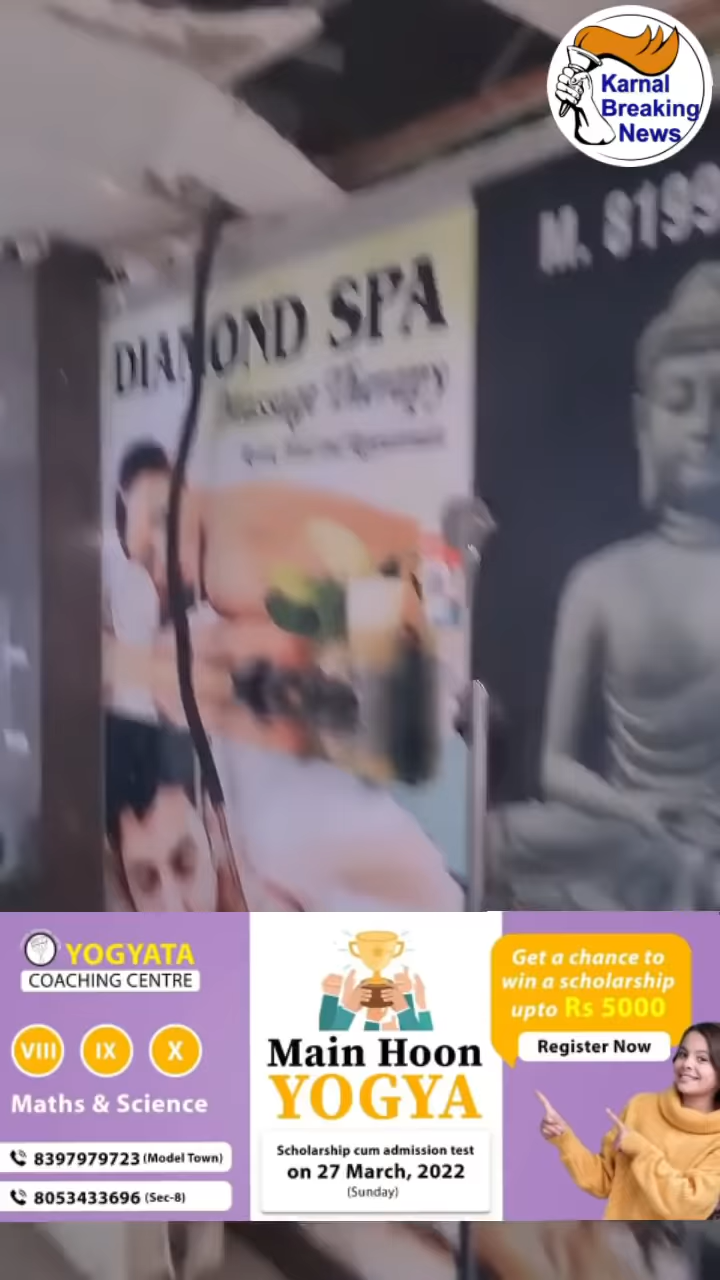 Karnal
Breaking
News
M. 8199
DIAMOND SPA
Massage Therapy
YOGYATA
COACHING CENTRE
VIII IX X
Maths & Science
8397979723 (Model Town)
8053433696 (Sec-8)
Main Hoon
YOGYA
Scholarship cum admission test
on 27 March, 2022
(Sunday)
Get a chance to
win a scholarship
upto Rs 5000
Register Now